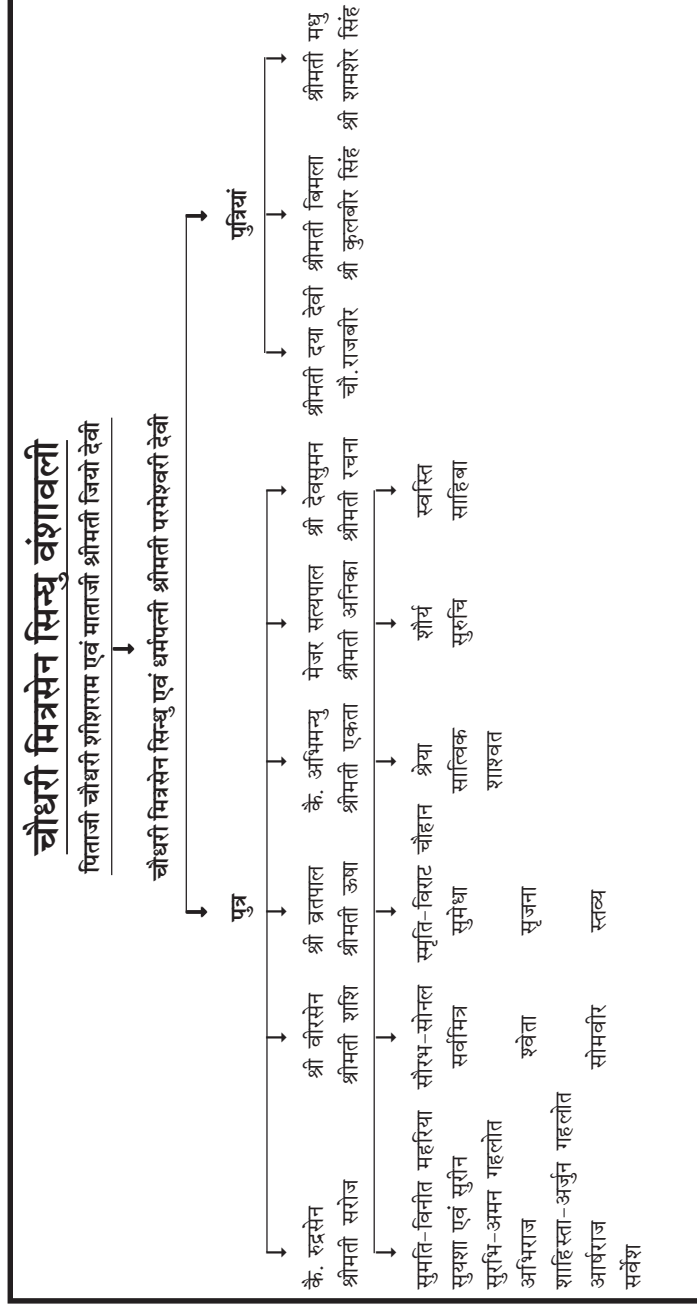 चौधरी मित्रसेन सिन्धु वंशावली
पिताजी चौधरी शीशराम एवं माताजी श्रीमती जियो देवी
चौधरी मित्रसेन सिन्धु एवं धर्मपत्नी श्रीमती परमेश्वरी देवी
पुत्र
पुत्रियां
कै. रुद्रसेन
श्रीमती सरोज
श्री वीरसेन
श्रीमती शशि
श्री व्रतपाल
श्रीमती ऊषा
कै. अभिमन्यु
श्रीमती एकता
मेजर सत्यपाल
श्रीमती अनिका
श्री देवसुमन
श्रीमती रचना
श्रीमती दया देवी
चौ.राजबीर
श्रीमती बिमला
श्री कुलबीर सिंह
श्रीमती मधु
श्री शमशेर सिंह
सुमति-विनीत महरिया
सुयशा एवं सुरीन
सुरभि-अमन गहलोत
अभिराज
शाहिस्ता-अर्जुन गहलोत
आर्षराज
सर्वेश
सौरभ-सोनल
सर्वमित्र
श्वेता
सोमवीर
स्मृति-विराट चौहान
सुमेधा
सृजना
स्तव्य
श्रेया
सात्विक
शाश्वत
शौर्य
सुरुचि
स्वस्ति
साहिबा